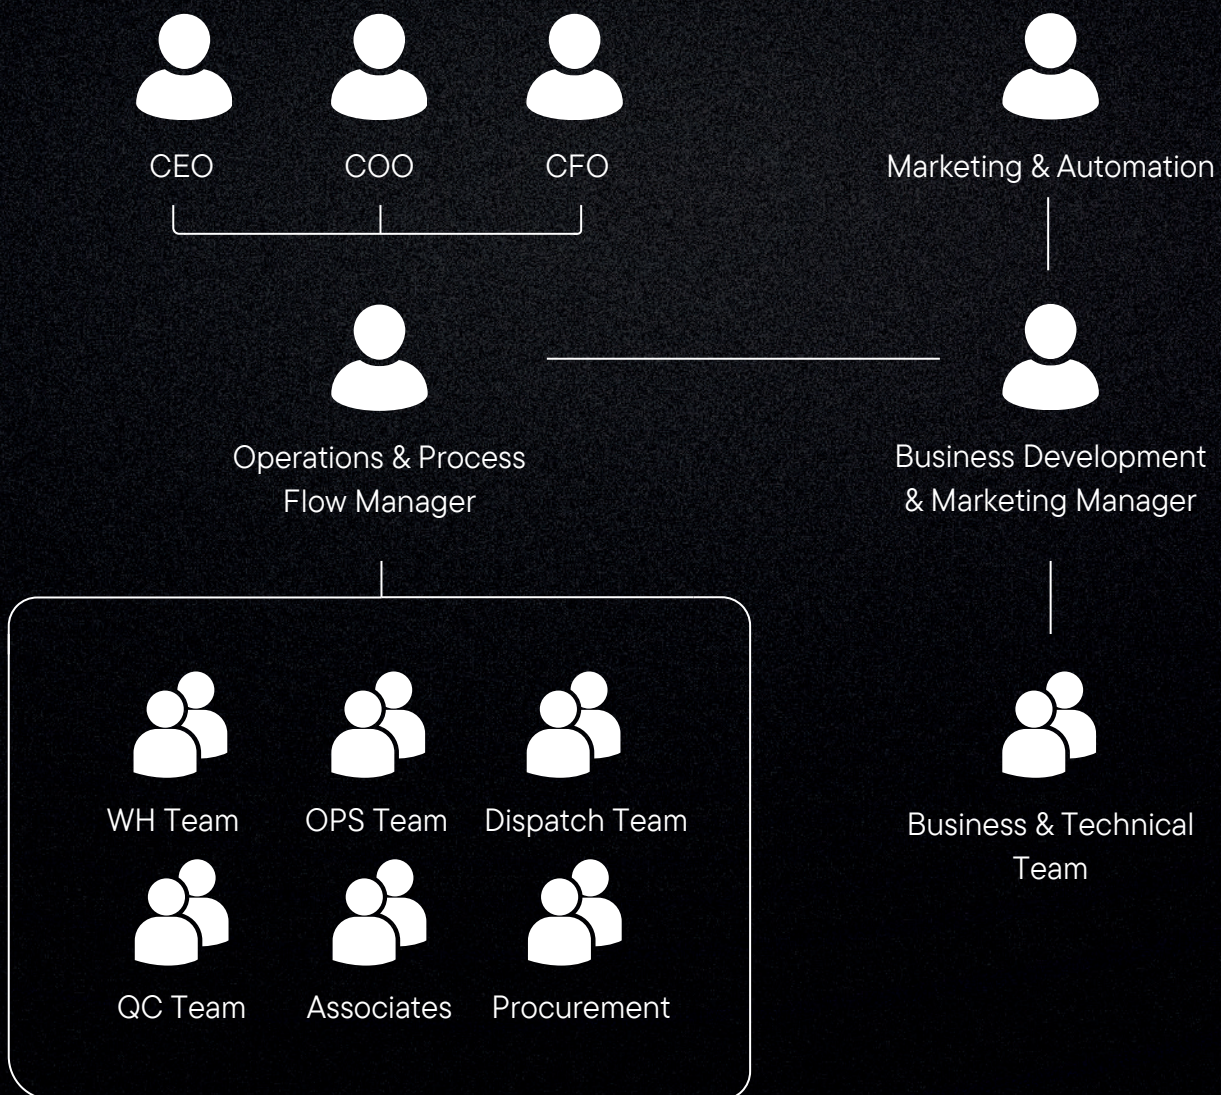 CEO
COO
CFO
Marketing & Automation
Operations & Process
Flow Manager
Business Development
& Marketing Manager
WH Team
OPS Team
Dispatch Team
Business & Technical
Team
QC Team
Associates
Procurement